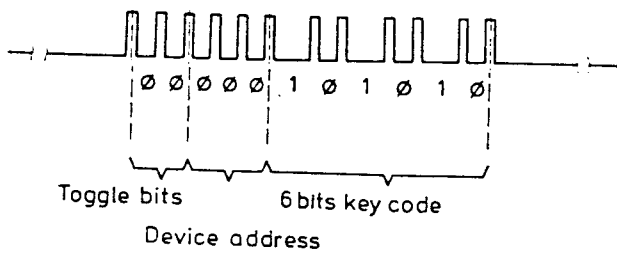 Ø Ø Ø Ø Ø 1 Ø 1 Ø 1 Ø
Toggle bits 6 bits key code
Device address